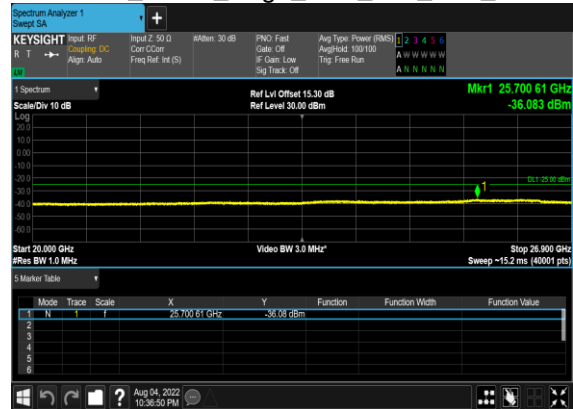 Spectrum Analyzer 1
Swept SA
+
KEYSIGHT Input: RF Input Z: 50 Ω #Atten: 30 dB PNO: Fast Avg Type: Power (RMS) 1 2 3 4 5 6
R T Coupling: DC Corr CCorr Gate: Off Avg|Hold: 100/100 A W W W W W
Align: Auto Freq Ref: Int (S) IF Gain: Low Trig: Free Run
LW Sig Track: Off A N N N N N
1 Spectrum Ref Lvl Offset 15.30 dB Mkr1 25.700 61 GHz
Scale/Div 10 dB Ref Level 30.00 dBm -36.083 dBm
Log
20.0
10.0
0.00
-10.0
-20.0 DL1 -25.00 dBm
1
-30.0
-40.0
-50.0
-60.0
Start 20.000 GHz Video BW 3.0 MHz* Stop 26.900 GHz
#Res BW 1.0 MHz Sweep ~15.2 ms (40001 pts)
5 Marker Table
Mode Trace Scale X Y Function Function Width Function Value
1 N 1 f 25.700 61 GHz -36.08 dBm
2
3
4
5
6
? Aug 04, 2022
10:36:50 PM